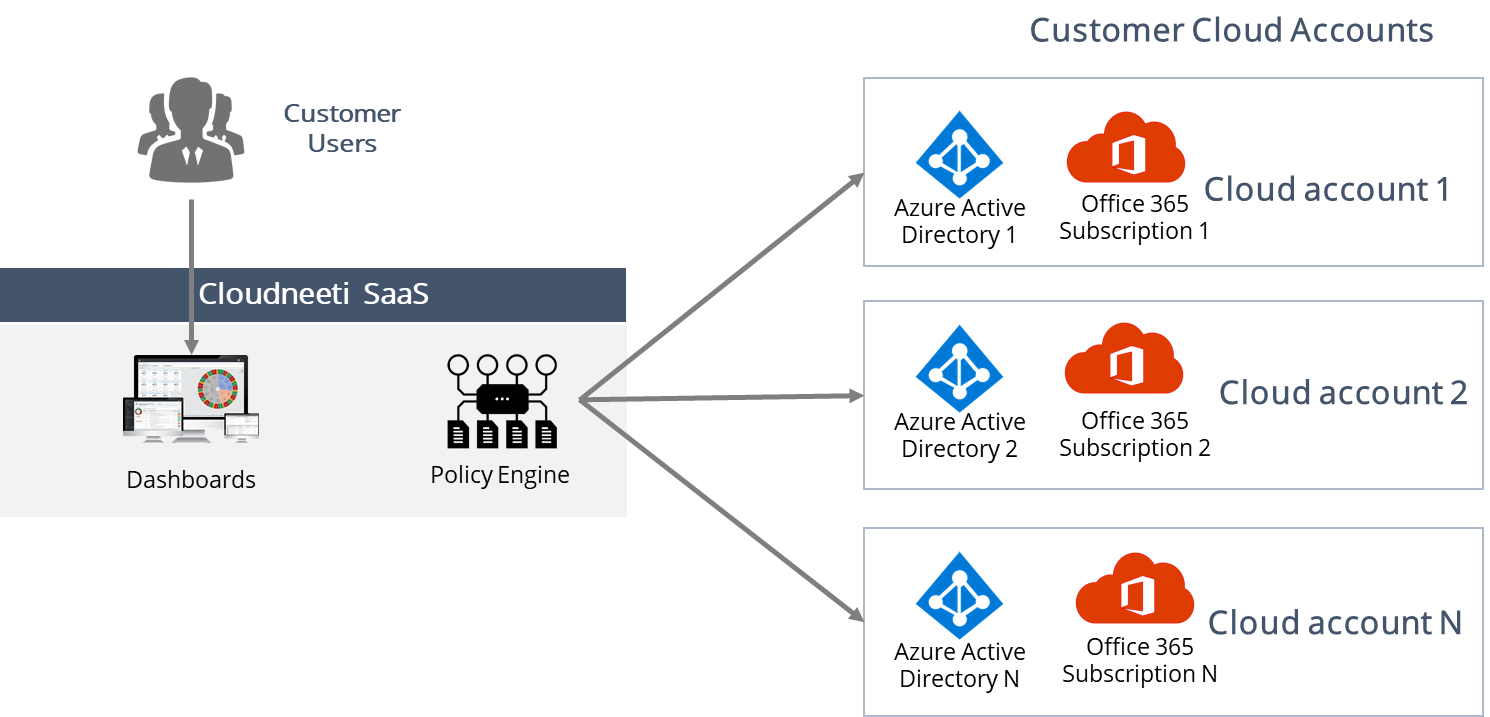 Customer Cloud Accounts
Customer
Users
Cloudneeti SaaS
Dashboards
Policy Engine
Azure Active
Directory 1
Office 365
Subscription 1
Cloud account 1
Azure Active
Directory 2
Office 365
Subscription 2
Cloud account 2
Azure Active
Directory N
Office 365
Subscription N
Cloud account N